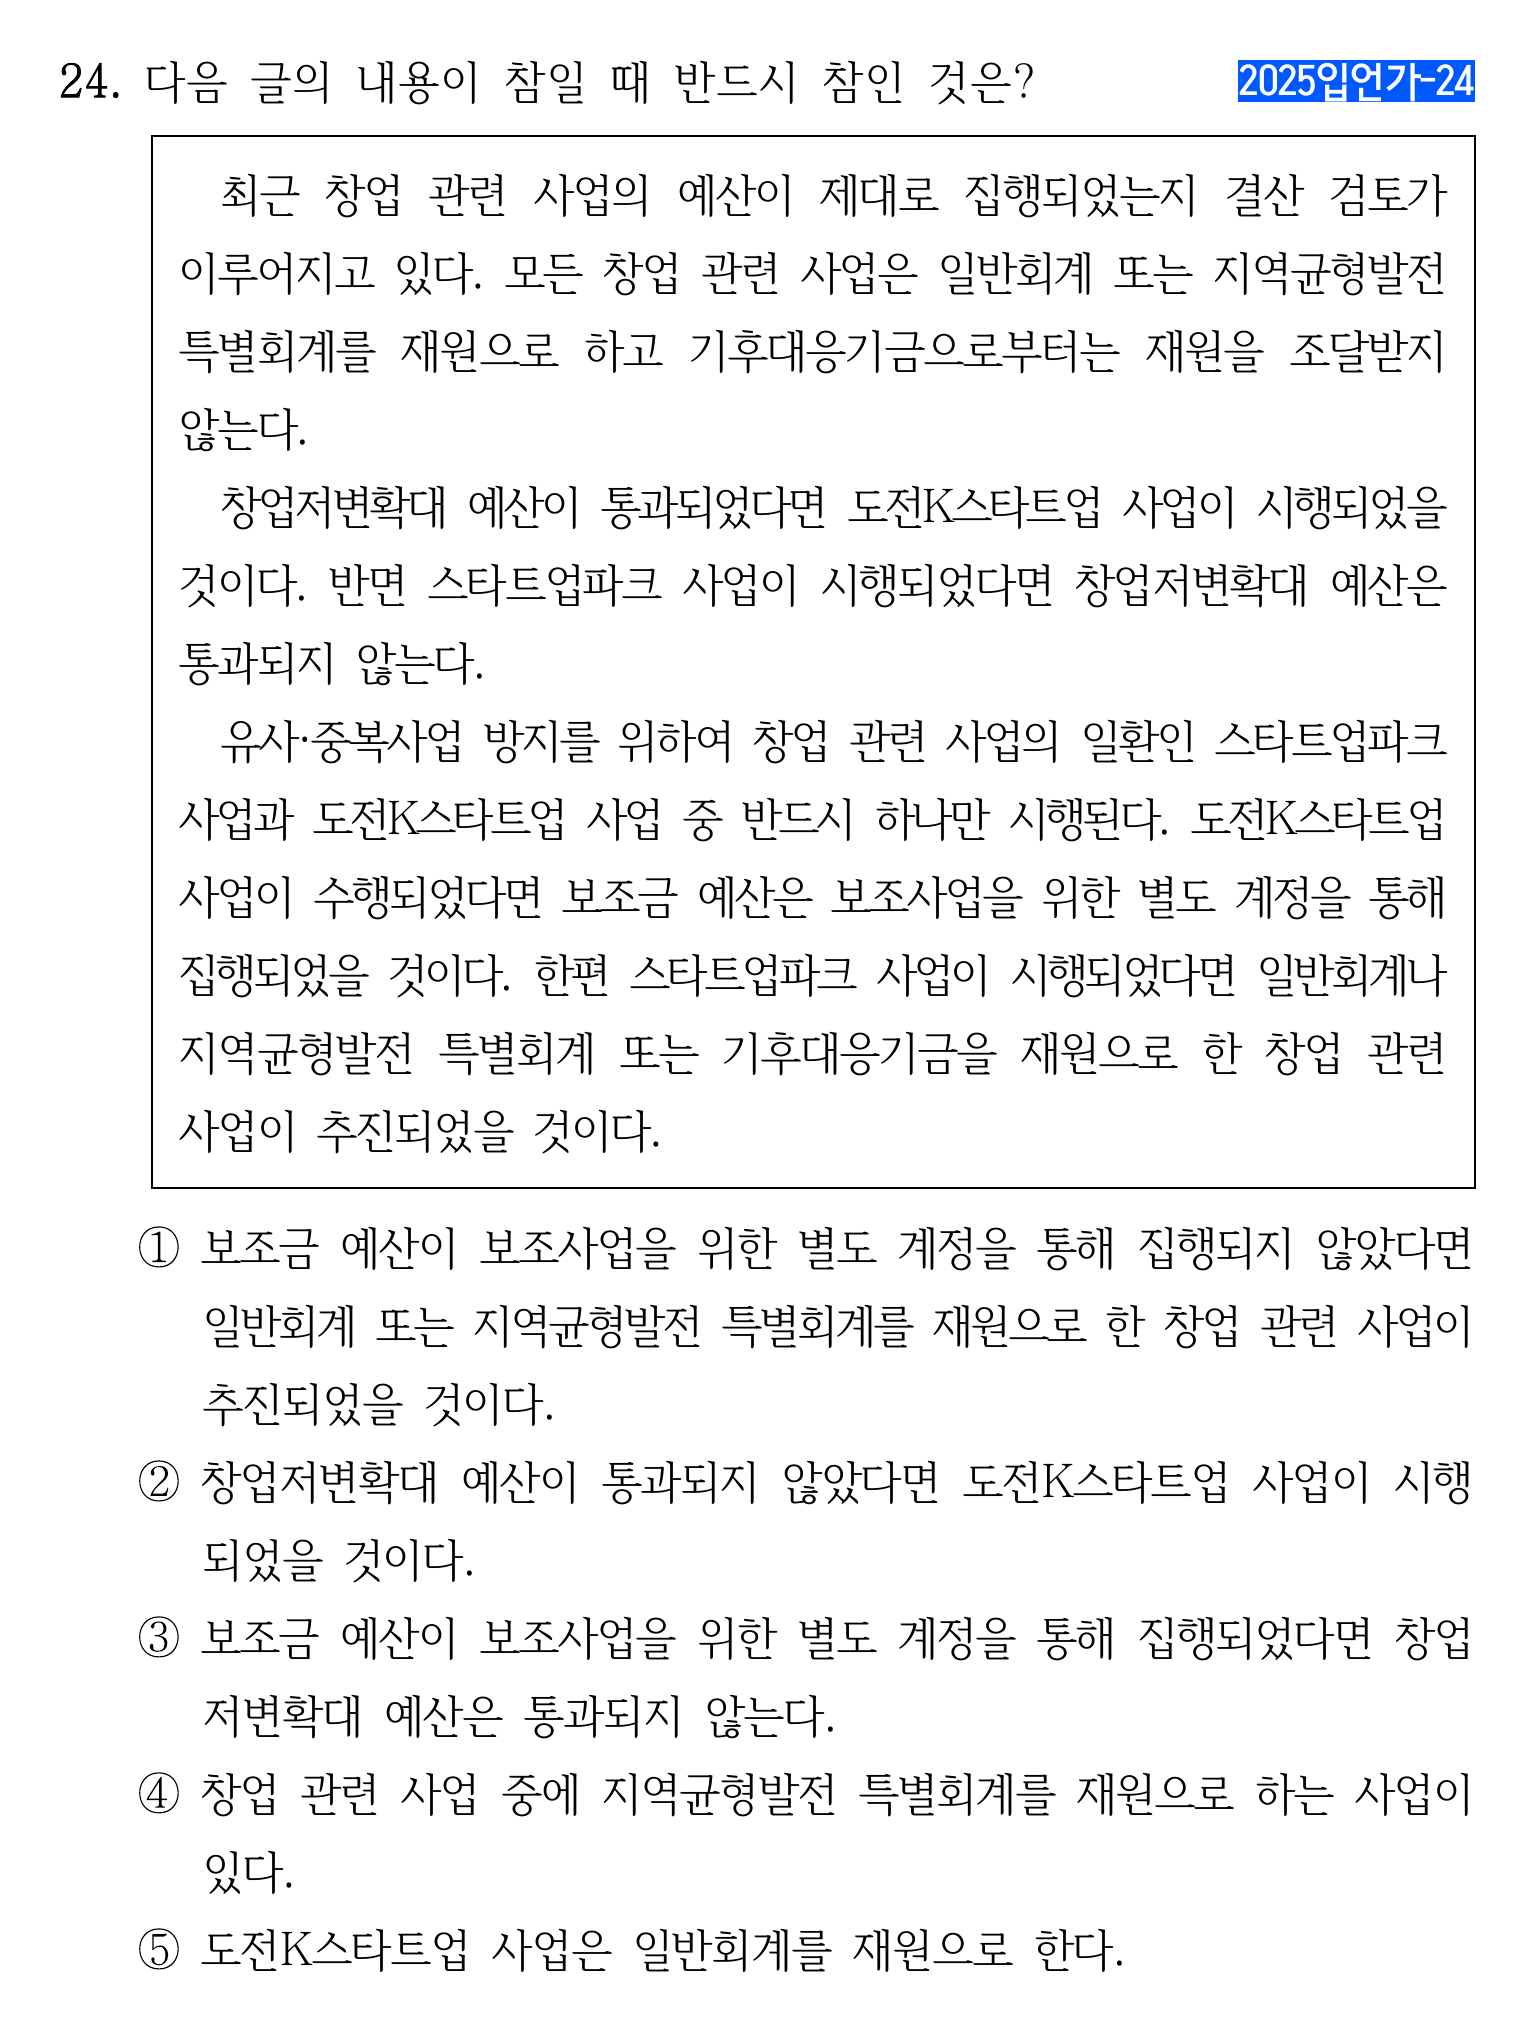 24. 다음 글의 내용이 참일 때 반드시 참인 것은?
2025입언가-24
최근 창업 관련 사업의 예산이 제대로 집행되었는지 결산 검토가
이루어지고 있다. 모든 창업 관련 사업은 일반회계 또는 지역균형발전
특별회계를 재원으로 하고 기후대응기금으로부터는 재원을 조달받지
않는다.
창업저변확대 예산이 통과되었다면 도전K스타트업 사업이 시행되었을
것이다. 반면 스타트업파크 사업이 시행되었다면 창업저변확대 예산은
통과되지 않는다.
유사·중복사업 방지를 위하여 창업 관련 사업의 일환인 스타트업파크
사업과 도전K스타트업 사업 중 반드시 하나만 시행된다. 도전K스타트업
사업이 수행되었다면 보조금 예산은 보조사업을 위한 별도 계정을 통해
집행되었을 것이다. 한편 스타트업파크 사업이 시행되었다면 일반회계나
지역균형발전 특별회계 또는 기후대응기금을 재원으로 한 창업 관련
사업이 추진되었을 것이다.
① 보조금 예산이 보조사업을 위한 별도 계정을 통해 집행되지 않았다면
일반회계 또는 지역균형발전 특별회계를 재원으로 한 창업 관련 사업이
추진되었을 것이다.
② 창업저변확대 예산이 통과되지 않았다면 도전K스타트업 사업이 시행
되었을 것이다.
③ 보조금 예산이 보조사업을 위한 별도 계정을 통해 집행되었다면 창업
저변확대 예산은 통과되지 않는다.
④ 창업 관련 사업 중에 지역균형발전 특별회계를 재원으로 하는 사업이
있다.
⑤ 도전K스타트업 사업은 일반회계를 재원으로 한다.